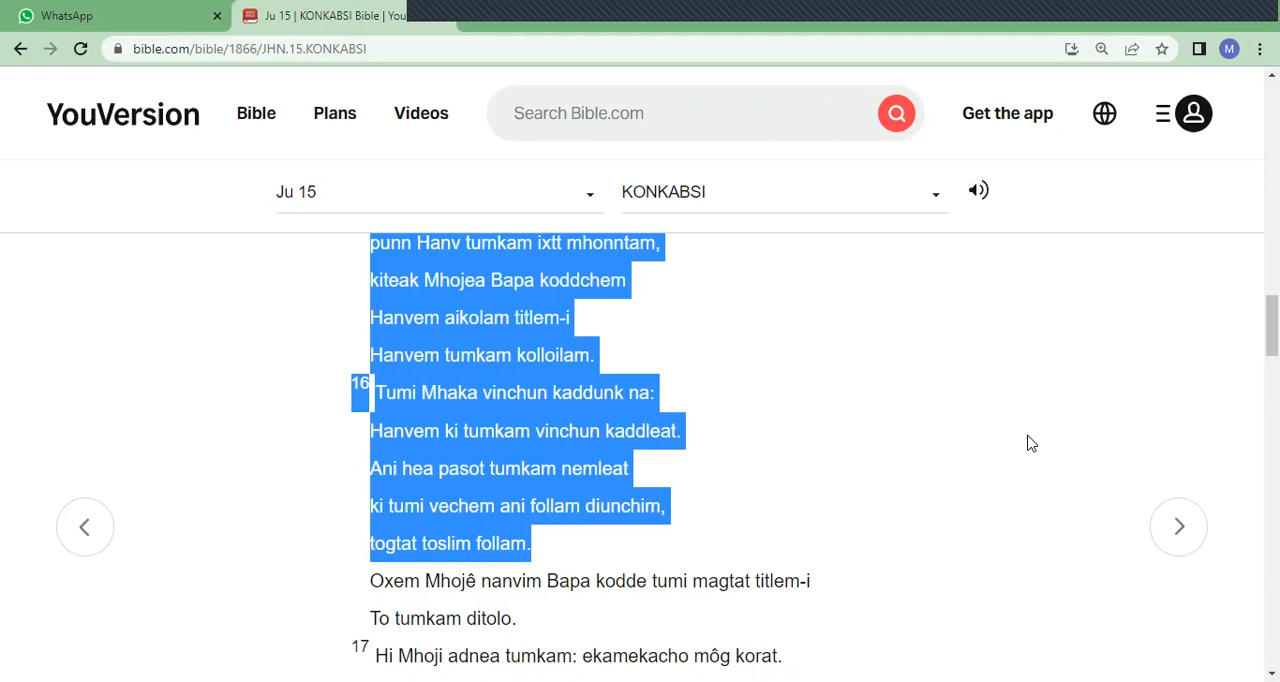 WhatsApp
Ju 15 | KONKABSI Bible | You
bible.com/bible/1866/JHN.15.KONKABSI
M
YouVersion
Bible
Plans
Videos
Search Bible.com
Get the app
Ju 15
KONKABSI
punn Hanv tumkam ixtt mhonntam,
kiteak Mhojea Bapa koddchem
Hanvem aikolam titlem-i
Hanvem tumkam kolloilam.
16 Tumi Mhaka vinchun kaddunk na:
Hanvem ki tumkam vinchun kaddleat.
Ani hea pasot tumkam nemleat
ki tumi vechem ani follam diunchim,
togtat toslim follam.
Oxem Mhojê nanvim Bapa kodde tumi magtat titlem-i
To tumkam ditolo.
17 Hi Mhoji adnea tumkam: ekamekacho môg korat.